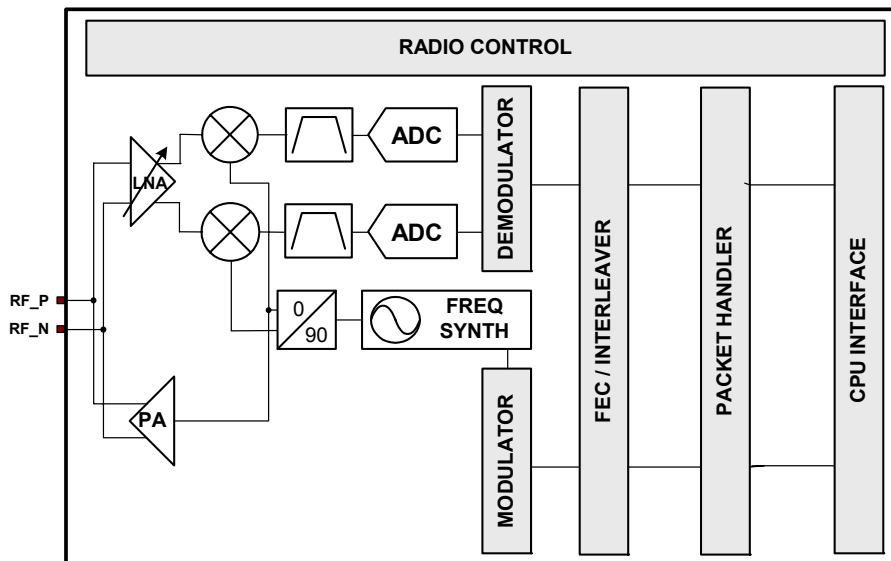 RADIO CONTROL
ADC
LNA
DEMODULATOR
FEC / INTERLEAVER
PACKET HANDLER
CPU INTERFACE
ADC
RF_P
RF_N
0
90
FREQ
SYNTH
PA
MODULATOR